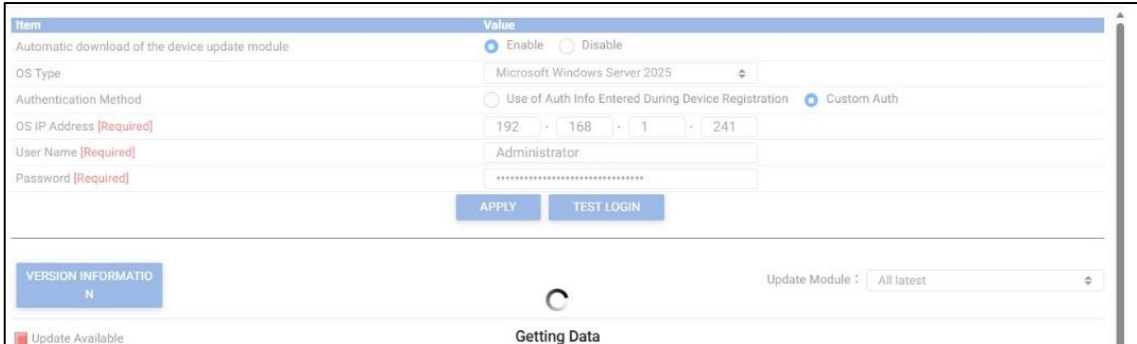 Item Value
Automatic download of the device update module Enable Disable
OS Type Microsoft Windows Server 2025
Authentication Method Use of Auth Info Entered During Device Registration Custom Auth
OS IP Address [Required] 192 . 168 . 1 . 241
User Name [Required] Administrator
Password [Required] ••••••••••••••••••••••••••••••••
APPLY TEST LOGIN
VERSION INFORMATIO
N
Update Module : All latest
Update Available
Getting Data